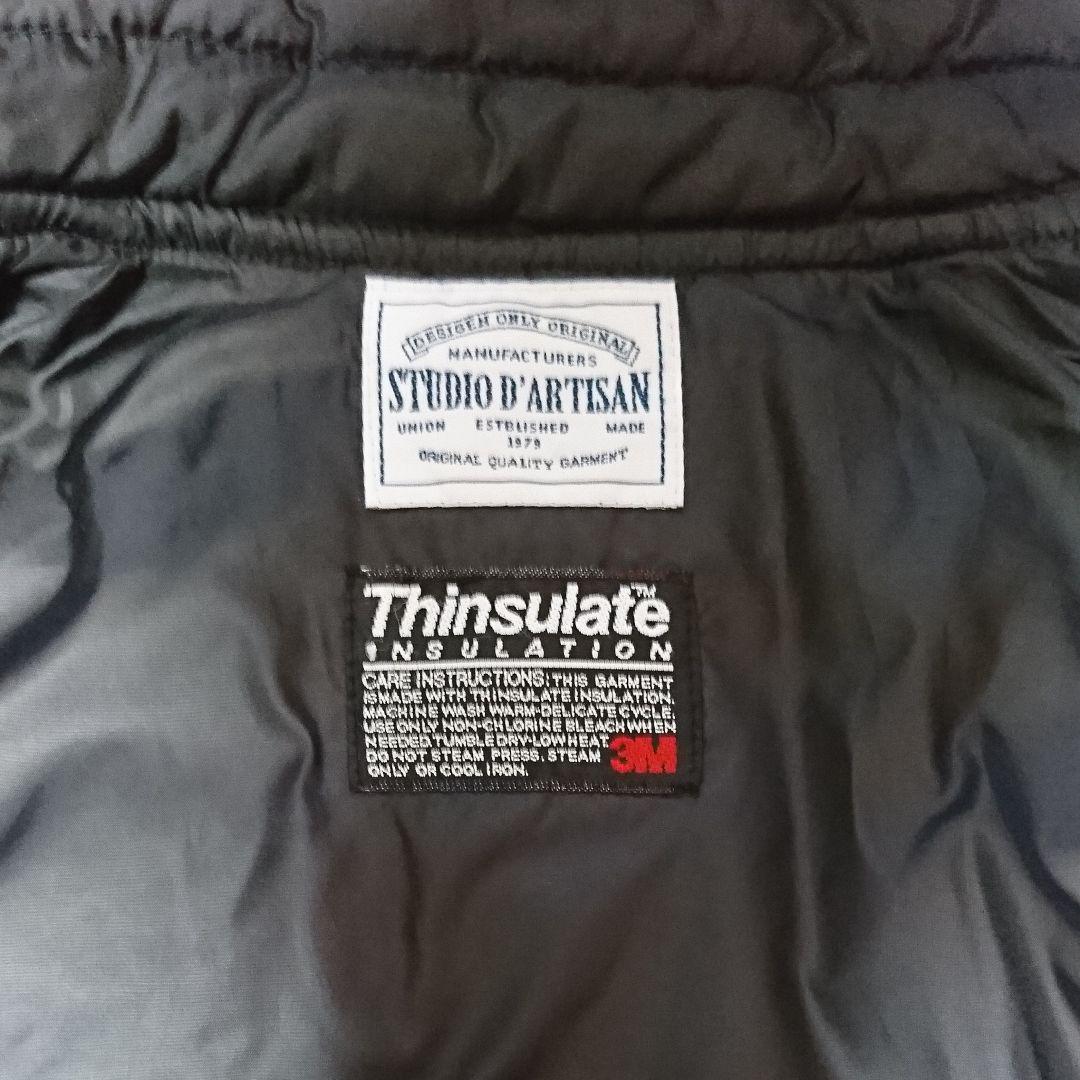 DESIGEN ONLY ORIGINAL
MANUFACTURERS
STUDIO D'ARTISAN
UNION ESTBLISHED MADE
1979
ORIGINAL QUALITY GARMENT
Thinsulate™
INSULATION
CARE INSTRUCTIONS: THIS GARMENT
IS MADE WITH THINSULATE INSULATION.
MACHINE WASH WARM-DELICATE CYCLE.
USE ONLY NON-CHLORINE BLEACH WHEN
NEEDED. TUMBLE DRY-LOW HEAT.
DO NOT STEAM PRESS. STEAM
ONLY OR COOL IRON.
3M